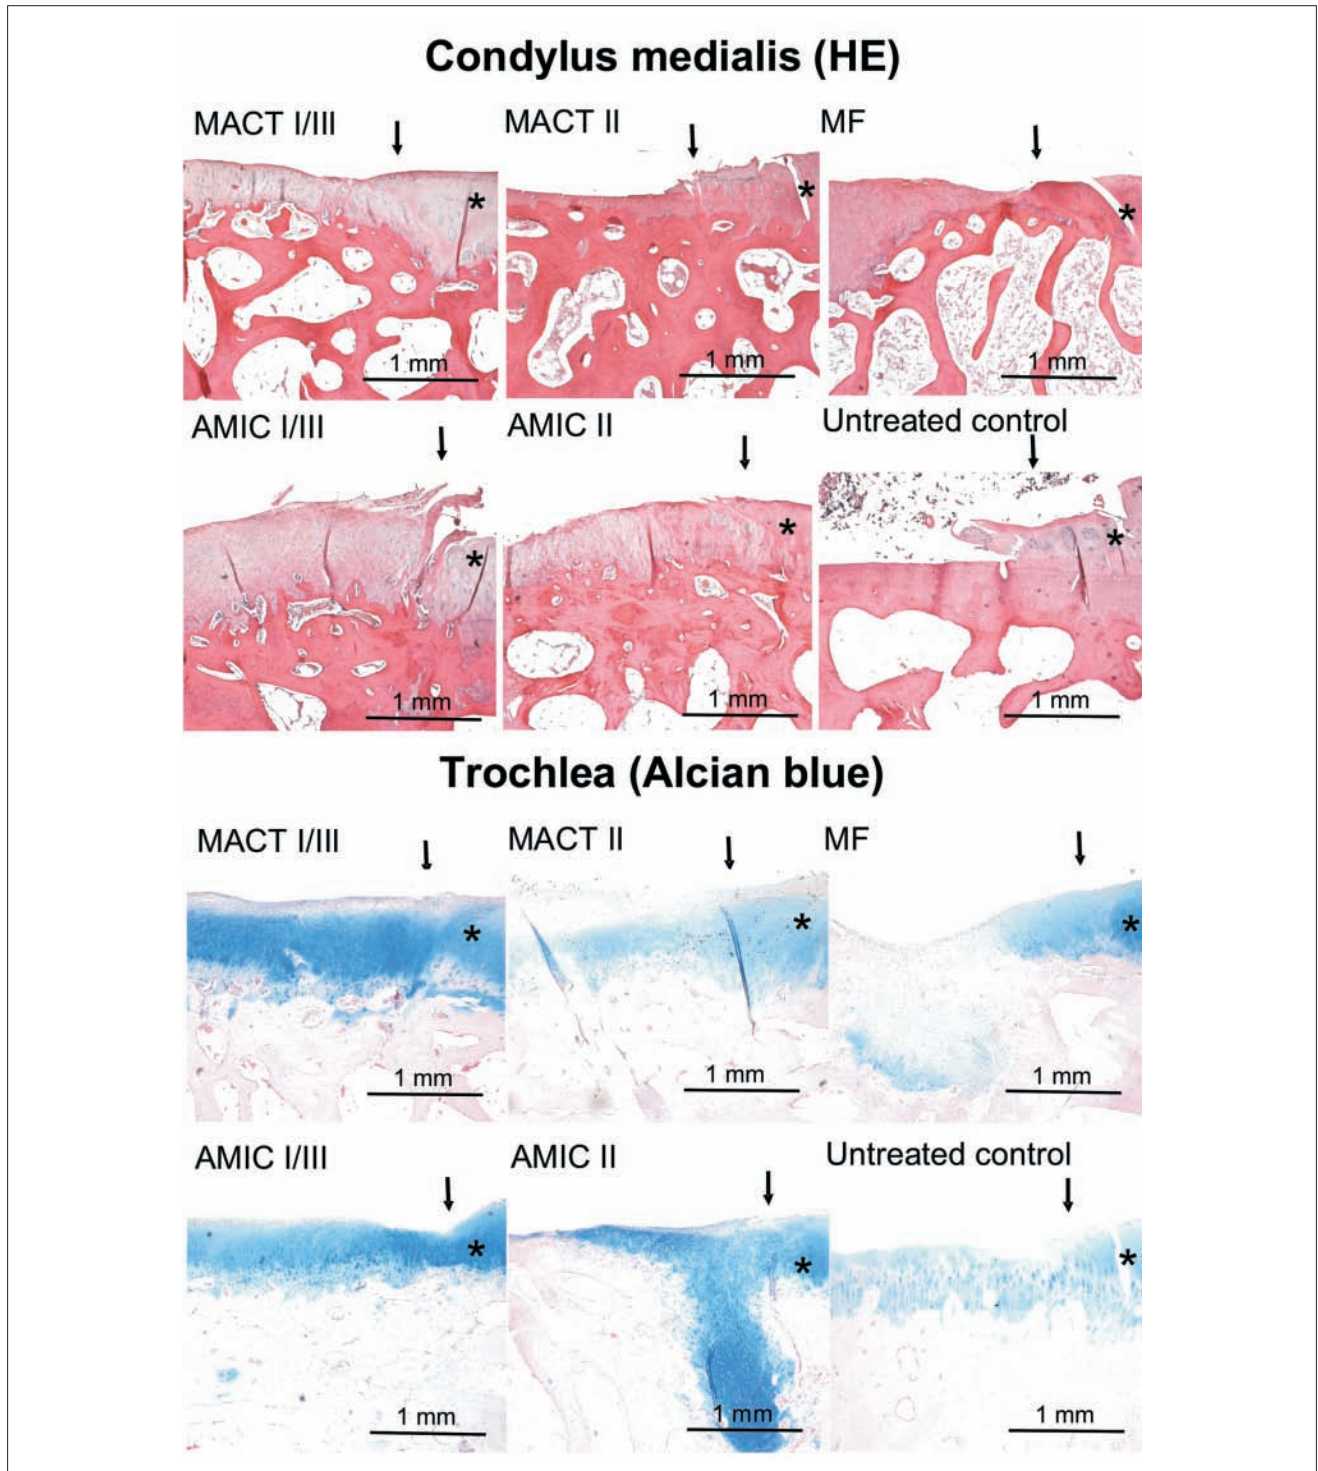 Condylus medialis (HE)
MACT I/III
MACT II
MF
*
*
*
1 mm
1 mm
1 mm
AMIC I/III
AMIC II
Untreated control
*
*
*
1 mm
1 mm
1 mm
Trochlea (Alcian blue)
MACT I/III
MACT II
MF
*
*
*
1 mm
1 mm
1 mm
AMIC I/III
AMIC II
Untreated control
*
*
*
1 mm
1 mm
1 mm